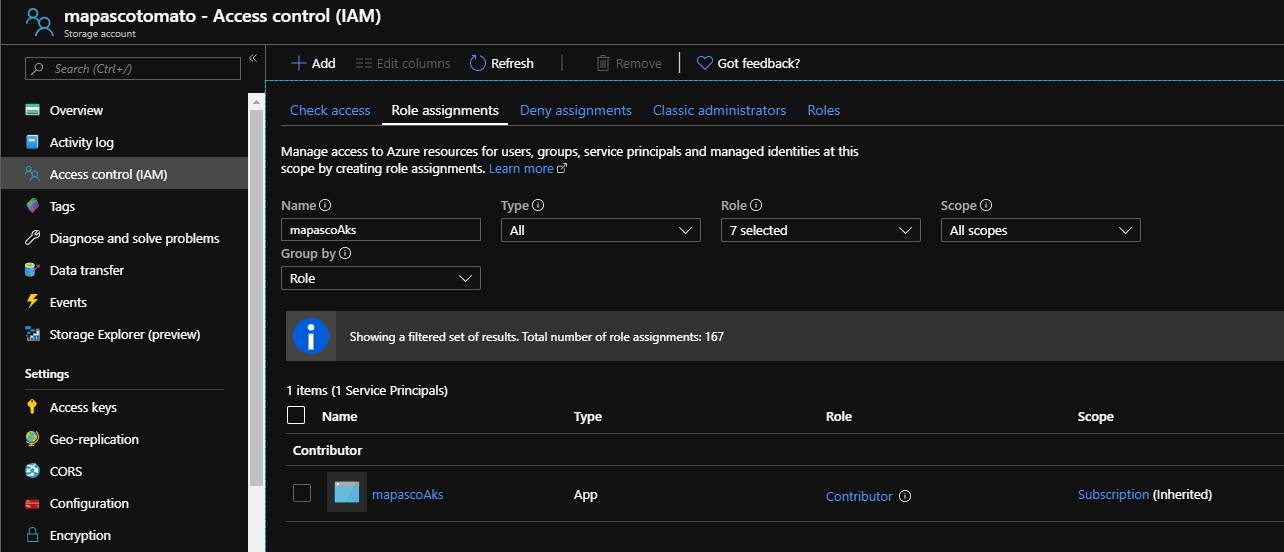 mapascotomato - Access control (IAM)
Storage account
Search (Ctrl+/)
Overview
Activity log
Access control (IAM)
Tags
Diagnose and solve problems
Data transfer
Events
Storage Explorer (preview)
Settings
Access keys
Geo-replication
CORS
Configuration
Encryption
Add Edit columns Refresh Remove Got feedback?
Check access Role assignments Deny assignments Classic administrators Roles
Manage access to Azure resources for users, groups, service principals and managed identities at this
scope by creating role assignments. Learn more
Name Type Role Scope
mapascoAks All 7 selected All scopes
Group by
Role
Showing a filtered set of results. Total number of role assignments: 167
1 items (1 Service Principals)
Name Type Role Scope
Contributor
mapascoAks App Contributor Subscription (Inherited)